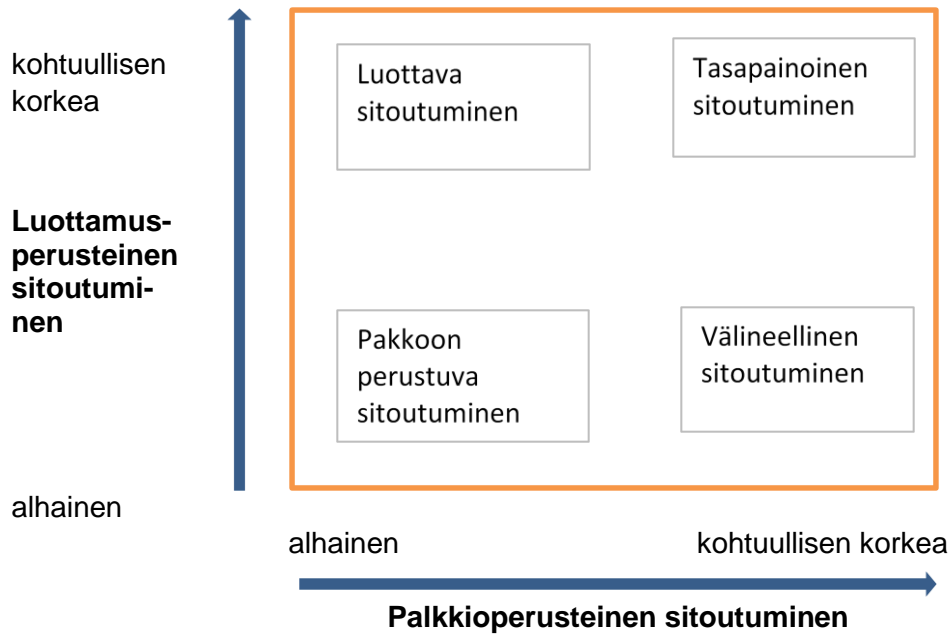 kohtuullisen
korkea
Luottava
sitoutuminen
Tasapainoinen
sitoutuminen
Luottamus-
perusteinen
sitoutumi-
nen
Pakkoon
perustuva
sitoutuminen
Välineellinen
sitoutuminen
alhainen
alhainen
kohtuullisen korkea
Palkkioperusteinen sitoutuminen